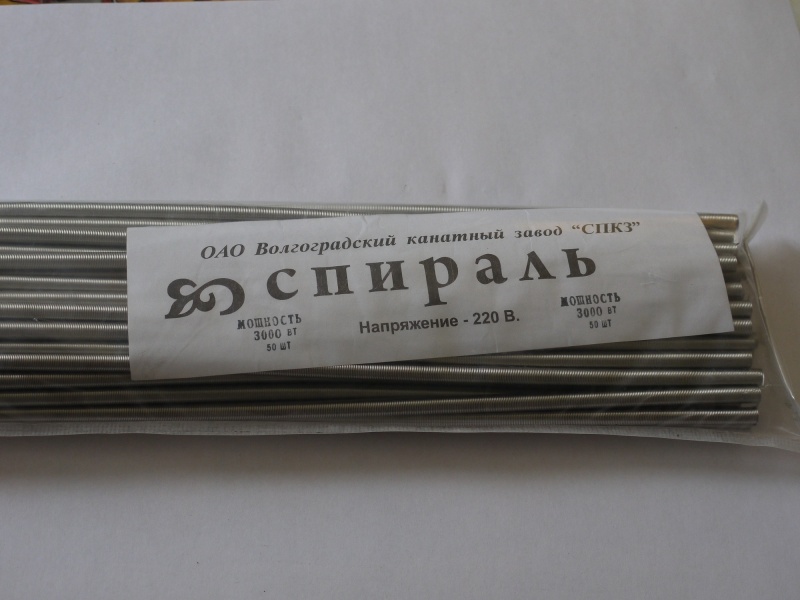 ОАО Волгоградский канатный завод “СПКЗ”
спираль
мощность
3000 вт
50 шт
Напряжение - 220 В.
мощность
3000 вт
50 шт